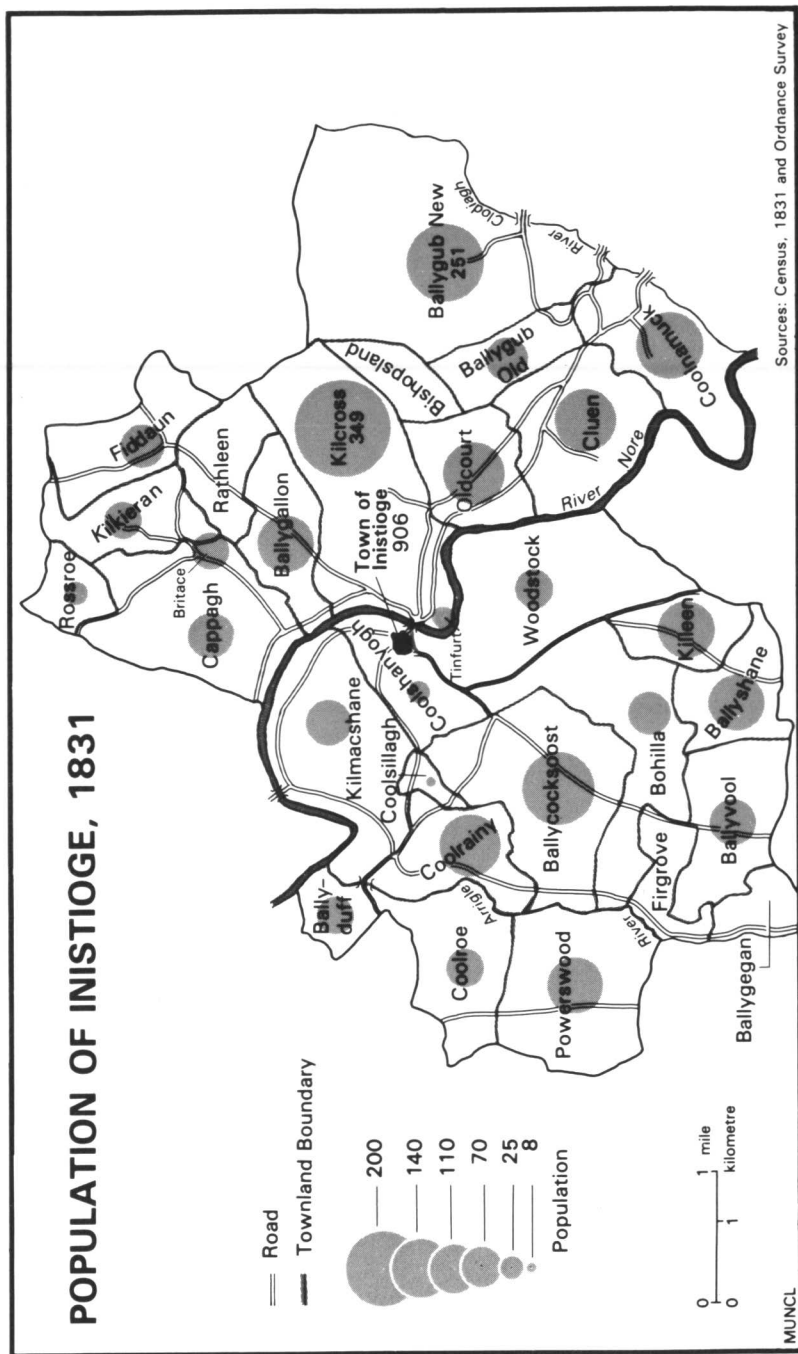 POPULATION OF INISTIOGE, 1831
Road
Townland Boundary
200
140
110
70
25
8
Population
0 1 mile
0 1 kilometre
MUNCL
Sources: Census, 1831 and Ordnance Survey
Rossroe
Kilkieran
Fiddaun
Britace
Cappagh
Rathleen
Ballygallon
Kilcross
349
Bishopsland
Ballygub New
251
River Clodiagh
Ballygub
Old
Town of
Inistioge
906
Oldcourt
Cluen
Coolnamuck
River Nore
Kilmacshane
Coolshanvogh
Coolsillagh
Tinfurt
Woodstock
Bally-
duff
Coolrainy
Arrigle
River
Coolroe
Powerswood
Ballycocksoost
Bohilla
Killeen
Ballyshane
Ballyvool
Firgrove
Ballygegan